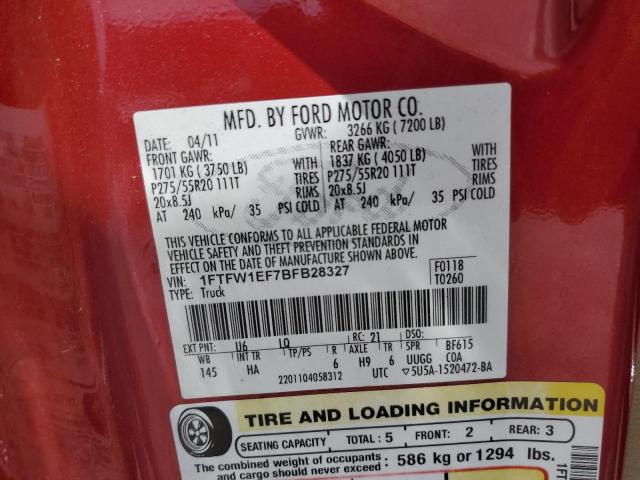 MFD. BY FORD MOTOR CO.
DATE: 04/11 GVWR: 3266 KG ( 7200 LB)
FRONT GAWR: REAR GAWR:
1701 KG ( 3750 LB) WITH 1837 KG ( 4050 LB) WITH
P275/55R20 111T TIRES P275/55R20 111T TIRES
20x8.5J RIMS 20x8.5J RIMS
AT 240 kPa/ 35 PSI COLD AT 240 kPa/ 35 PSI COLD
THIS VEHICLE CONFORMS TO ALL APPLICABLE FEDERAL MOTOR
VEHICLE SAFETY AND THEFT PREVENTION STANDARDS IN
EFFECT ON THE DATE OF MANUFACTURE SHOWN ABOVE.
VIN: 1FTFW1EF7BFB28327 F0118
TYPE: Truck T0260
EXT PNT: U6 LQ RC: 21 DSO:
WB INT TR TP/PS R AXLE TR SPR BF615
145 HA 6 H9 6 UUGG COA
2201104058312 UTC ▽5U5A-1520472-BA
TIRE AND LOADING INFORMATION
SEATING CAPACITY TOTAL : 5 FRONT : 2 REAR: 3
The combined weight of occupants
and cargo should never exceed : 586 kg or 1294 lbs.
1FT